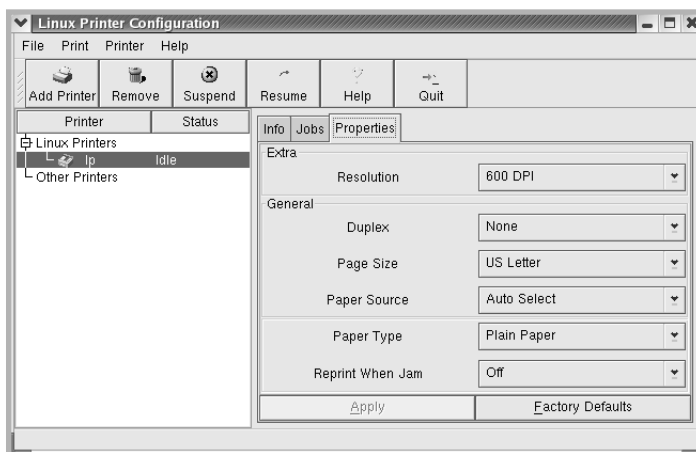 Linux Printer Configuration
File Print Printer Help
Add Printer Remove Suspend Resume Help Quit
Printer Status
Linux Printers
lp Idle
Other Printers
Info Jobs Properties
Extra
Resolution 600 DPI
General
Duplex None
Page Size US Letter
Paper Source Auto Select
Paper Type Plain Paper
Reprint When Jam Off
Apply Factory Defaults